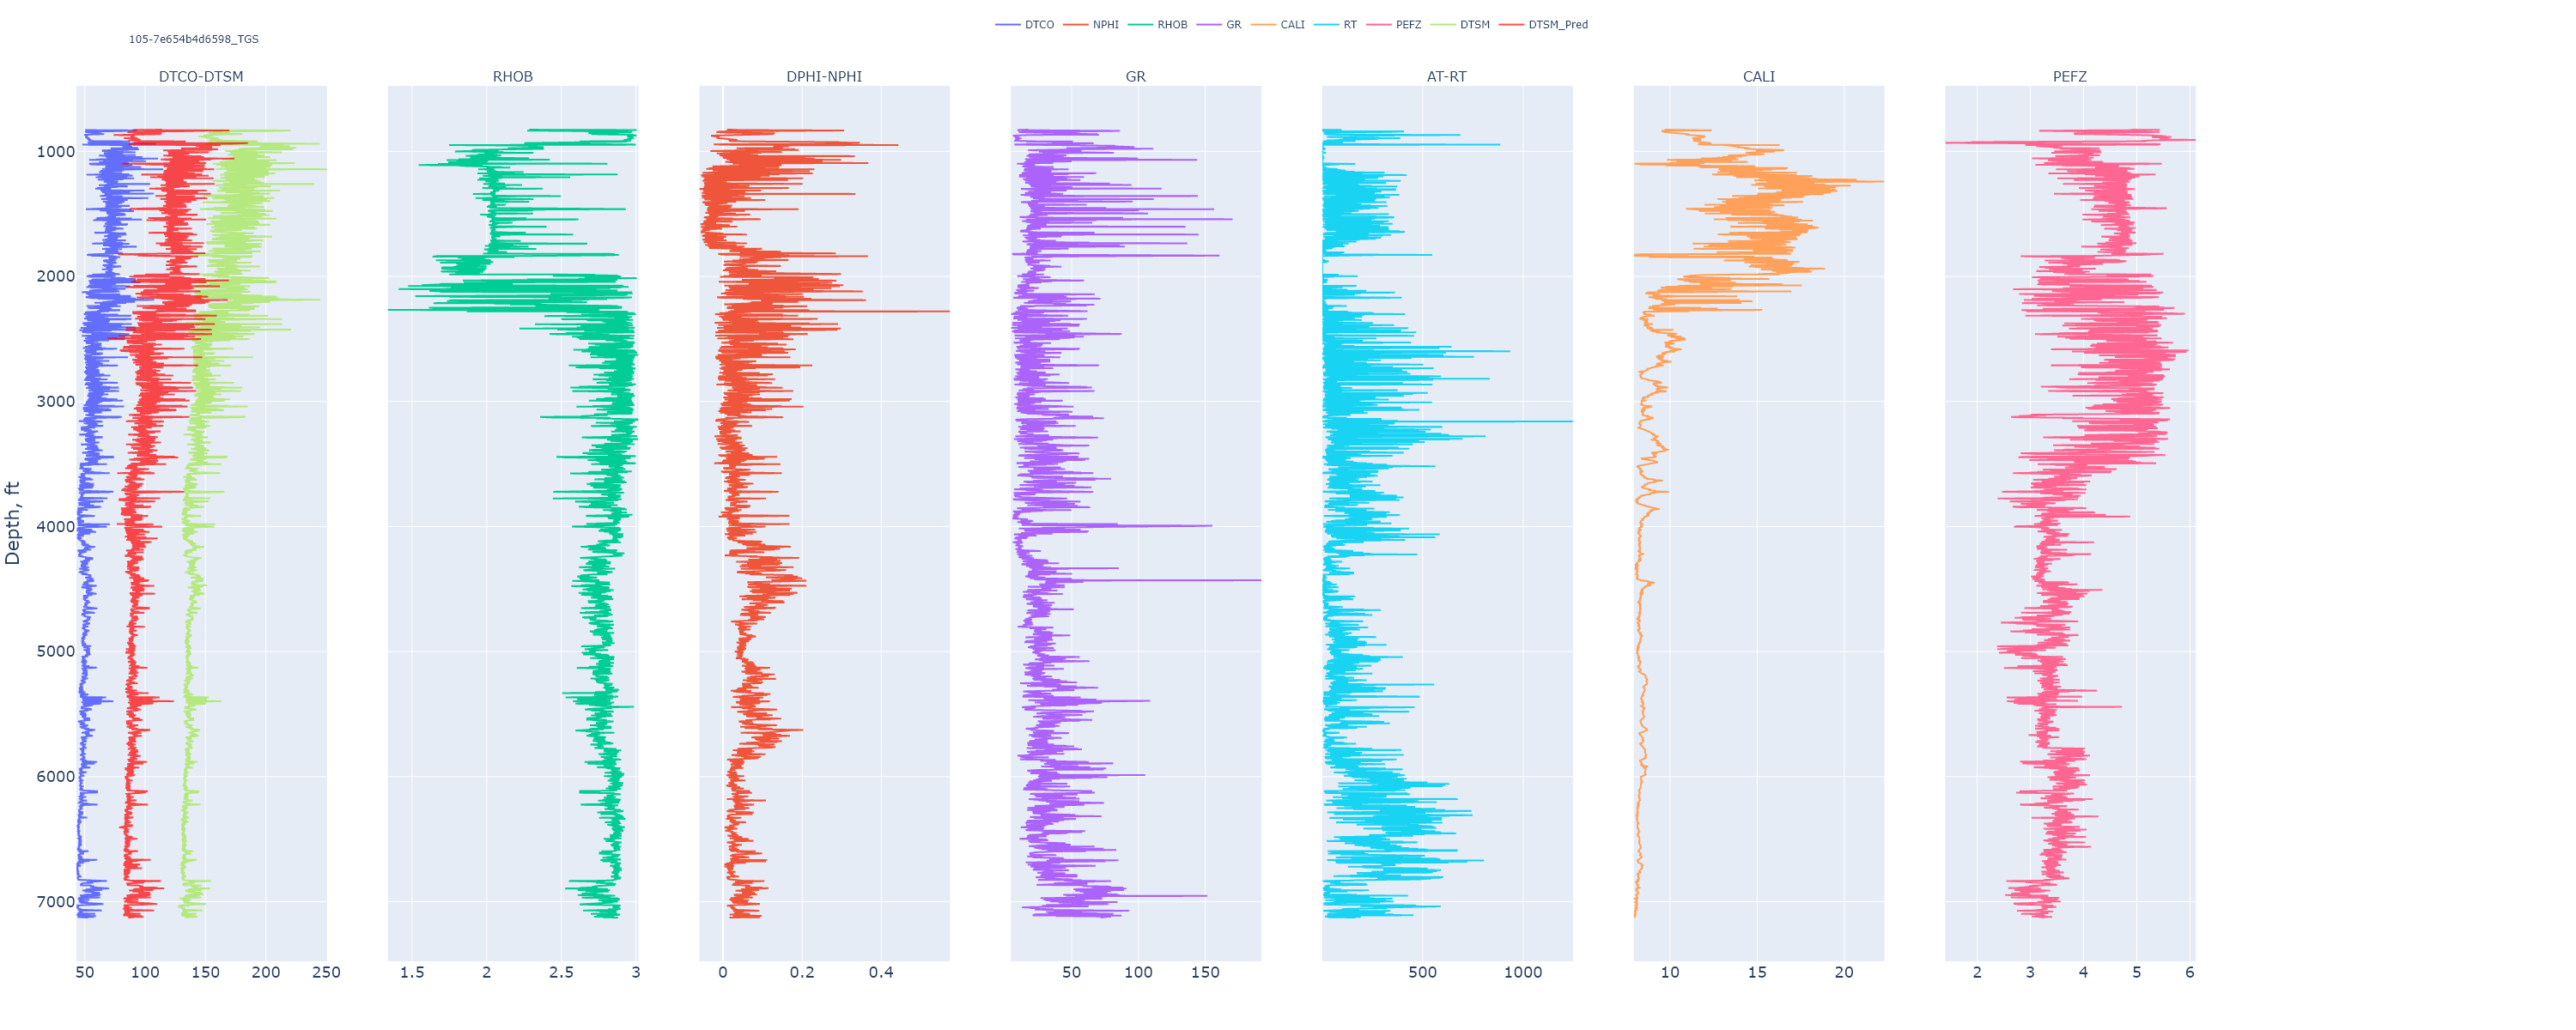 DTCO NPHI RHOB GR CALI RT PEFZ DTSM DTSM_Pred
105-7e654b4d6598_TGS
DTCO-DTSM RHOB DPHI-NPHI GR AT-RT CALI PEFZ
Depth, ft
1000
2000
3000
4000
5000
6000
7000
50 100 150 200 250 1.5 2 2.5 3 0 0.2 0.4 50 100 150 500 1000 10 15 20 2 3 4 5 6